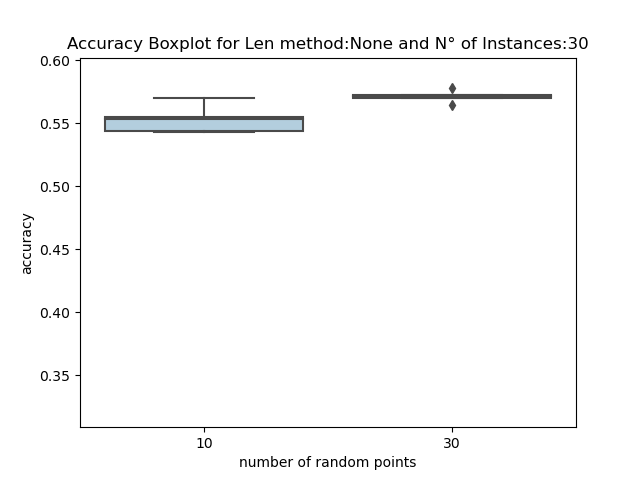 Accuracy Boxplot for Len method:None and N° of Instances:30
0.60
0.55
0.50
0.45
0.40
0.35
accuracy
10 30
number of random points